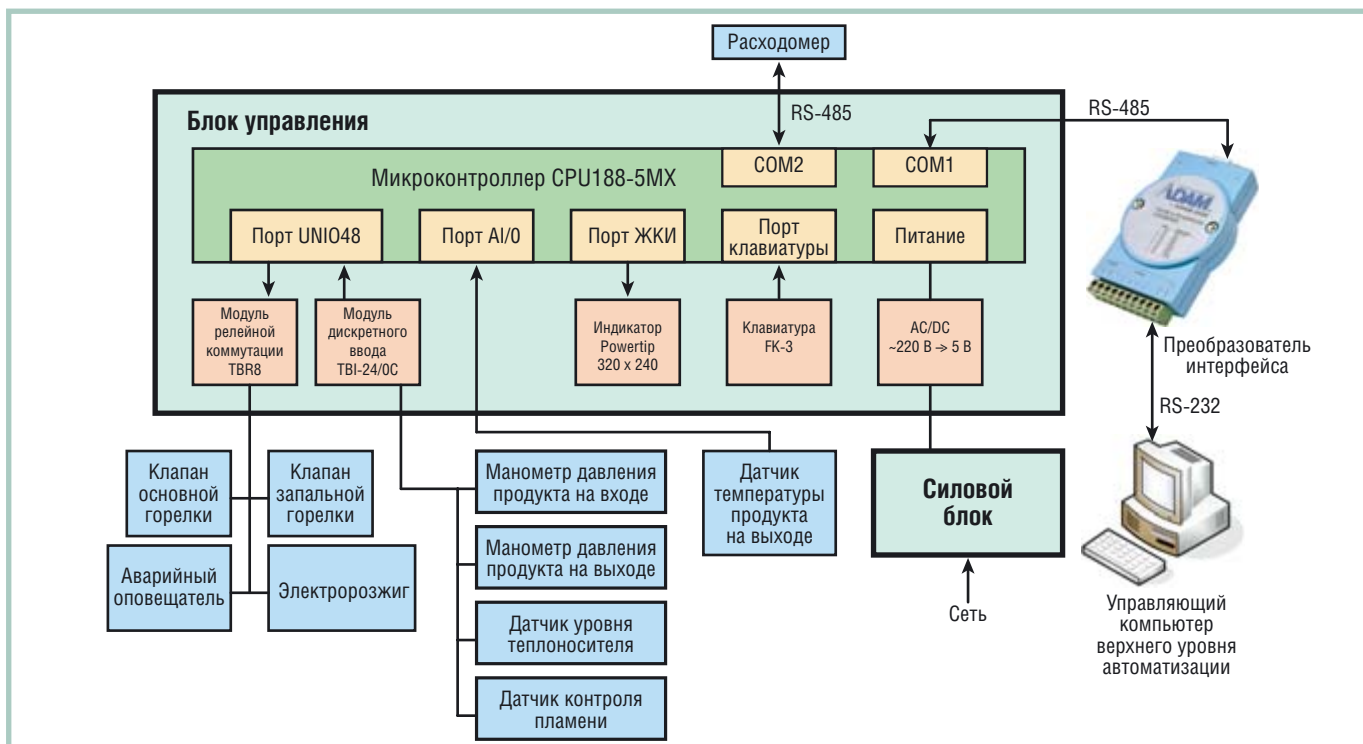 Расходомер
RS-485
RS-485
Блок управления
COM2
COM1
Микроконтроллер CPU188-5MX
Порт UNIO48
Порт AI/0
Порт ЖКИ
Порт
клавиатуры
Питание
ADAM
Модуль
релейной
коммутации
TBR8
Модуль
дискретного
ввода
TBI-24/0C
Индикатор
Powertip
320 x 240
Клавиатура
FK-3
AC/DC
~220 В → 5 В
Преобразователь
интерфейса
RS-232
Клапан
основной
горелки
Клапан
запальной
горелки
Аварийный
оповещатель
Электророзжиг
Манометр давления
продукта на входе
Манометр давления
продукта на выходе
Датчик уровня
теплоносителя
Датчик контроля
пламени
Датчик
температуры
продукта
на выходе
Силовой
блок
Сеть
Управляющий
компьютер
верхнего уровня
автоматизации